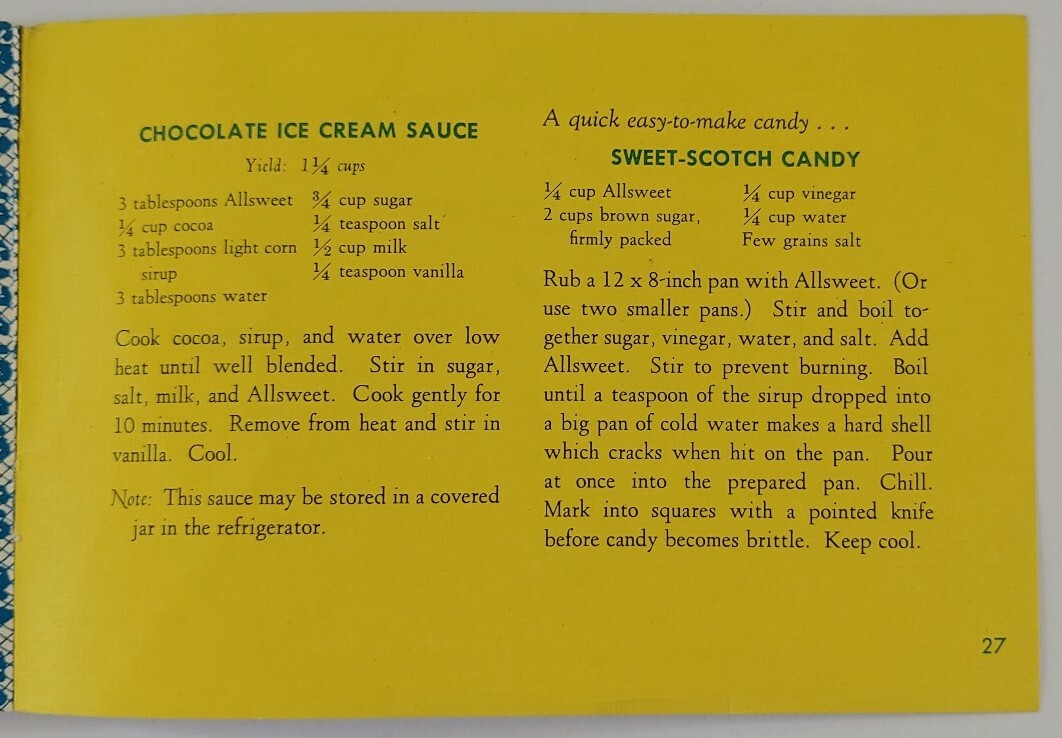 CHOCOLATE ICE CREAM SAUCE
Yield: 1¼ cups
3 tablespoons Allsweet
¼ cup cocoa
3 tablespoons light corn
sirup
3 tablespoons water
¾ cup sugar
¼ teaspoon salt
½ cup milk
¼ teaspoon vanilla
Cook cocoa, sirup, and water over low
heat until well blended. Stir in sugar,
salt, milk, and Allsweet. Cook gently for
10 minutes. Remove from heat and stir in
vanilla. Cool.
Note: This sauce may be stored in a covered
jar in the refrigerator.
A quick easy-to-make candy . . .
SWEET-SCOTCH CANDY
¼ cup Allsweet
2 cups brown sugar,
firmly packed
¼ cup vinegar
¼ cup water
Few grains salt
Rub a 12 x 8-inch pan with Allsweet. (Or
use two smaller pans.) Stir and boil to-
gether sugar, vinegar, water, and salt. Add
Allsweet. Stir to prevent burning. Boil
until a teaspoon of the sirup dropped into
a big pan of cold water makes a hard shell
which cracks when hit on the pan. Pour
at once into the prepared pan. Chill.
Mark into squares with a pointed knife
before candy becomes brittle. Keep cool.
27